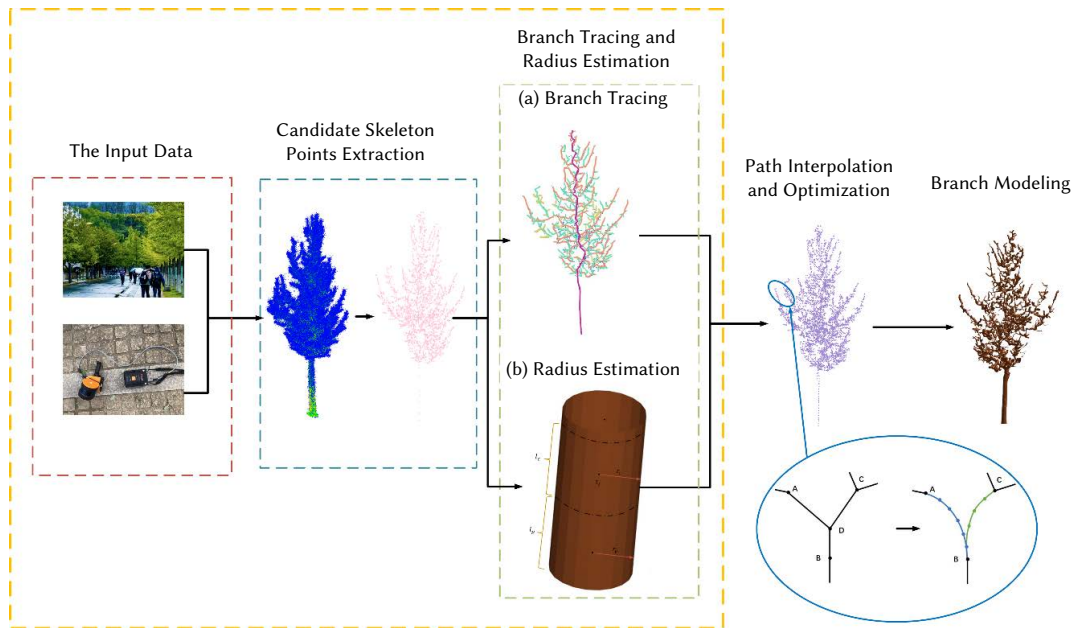 The Input Data
Candidate Skeleton
Points Extraction
Branch Tracing and
Radius Estimation
(a) Branch Tracing
(b) Radius Estimation
Path Interpolation
and Optimization
Branch Modeling
A
C
D
B
A
C
B